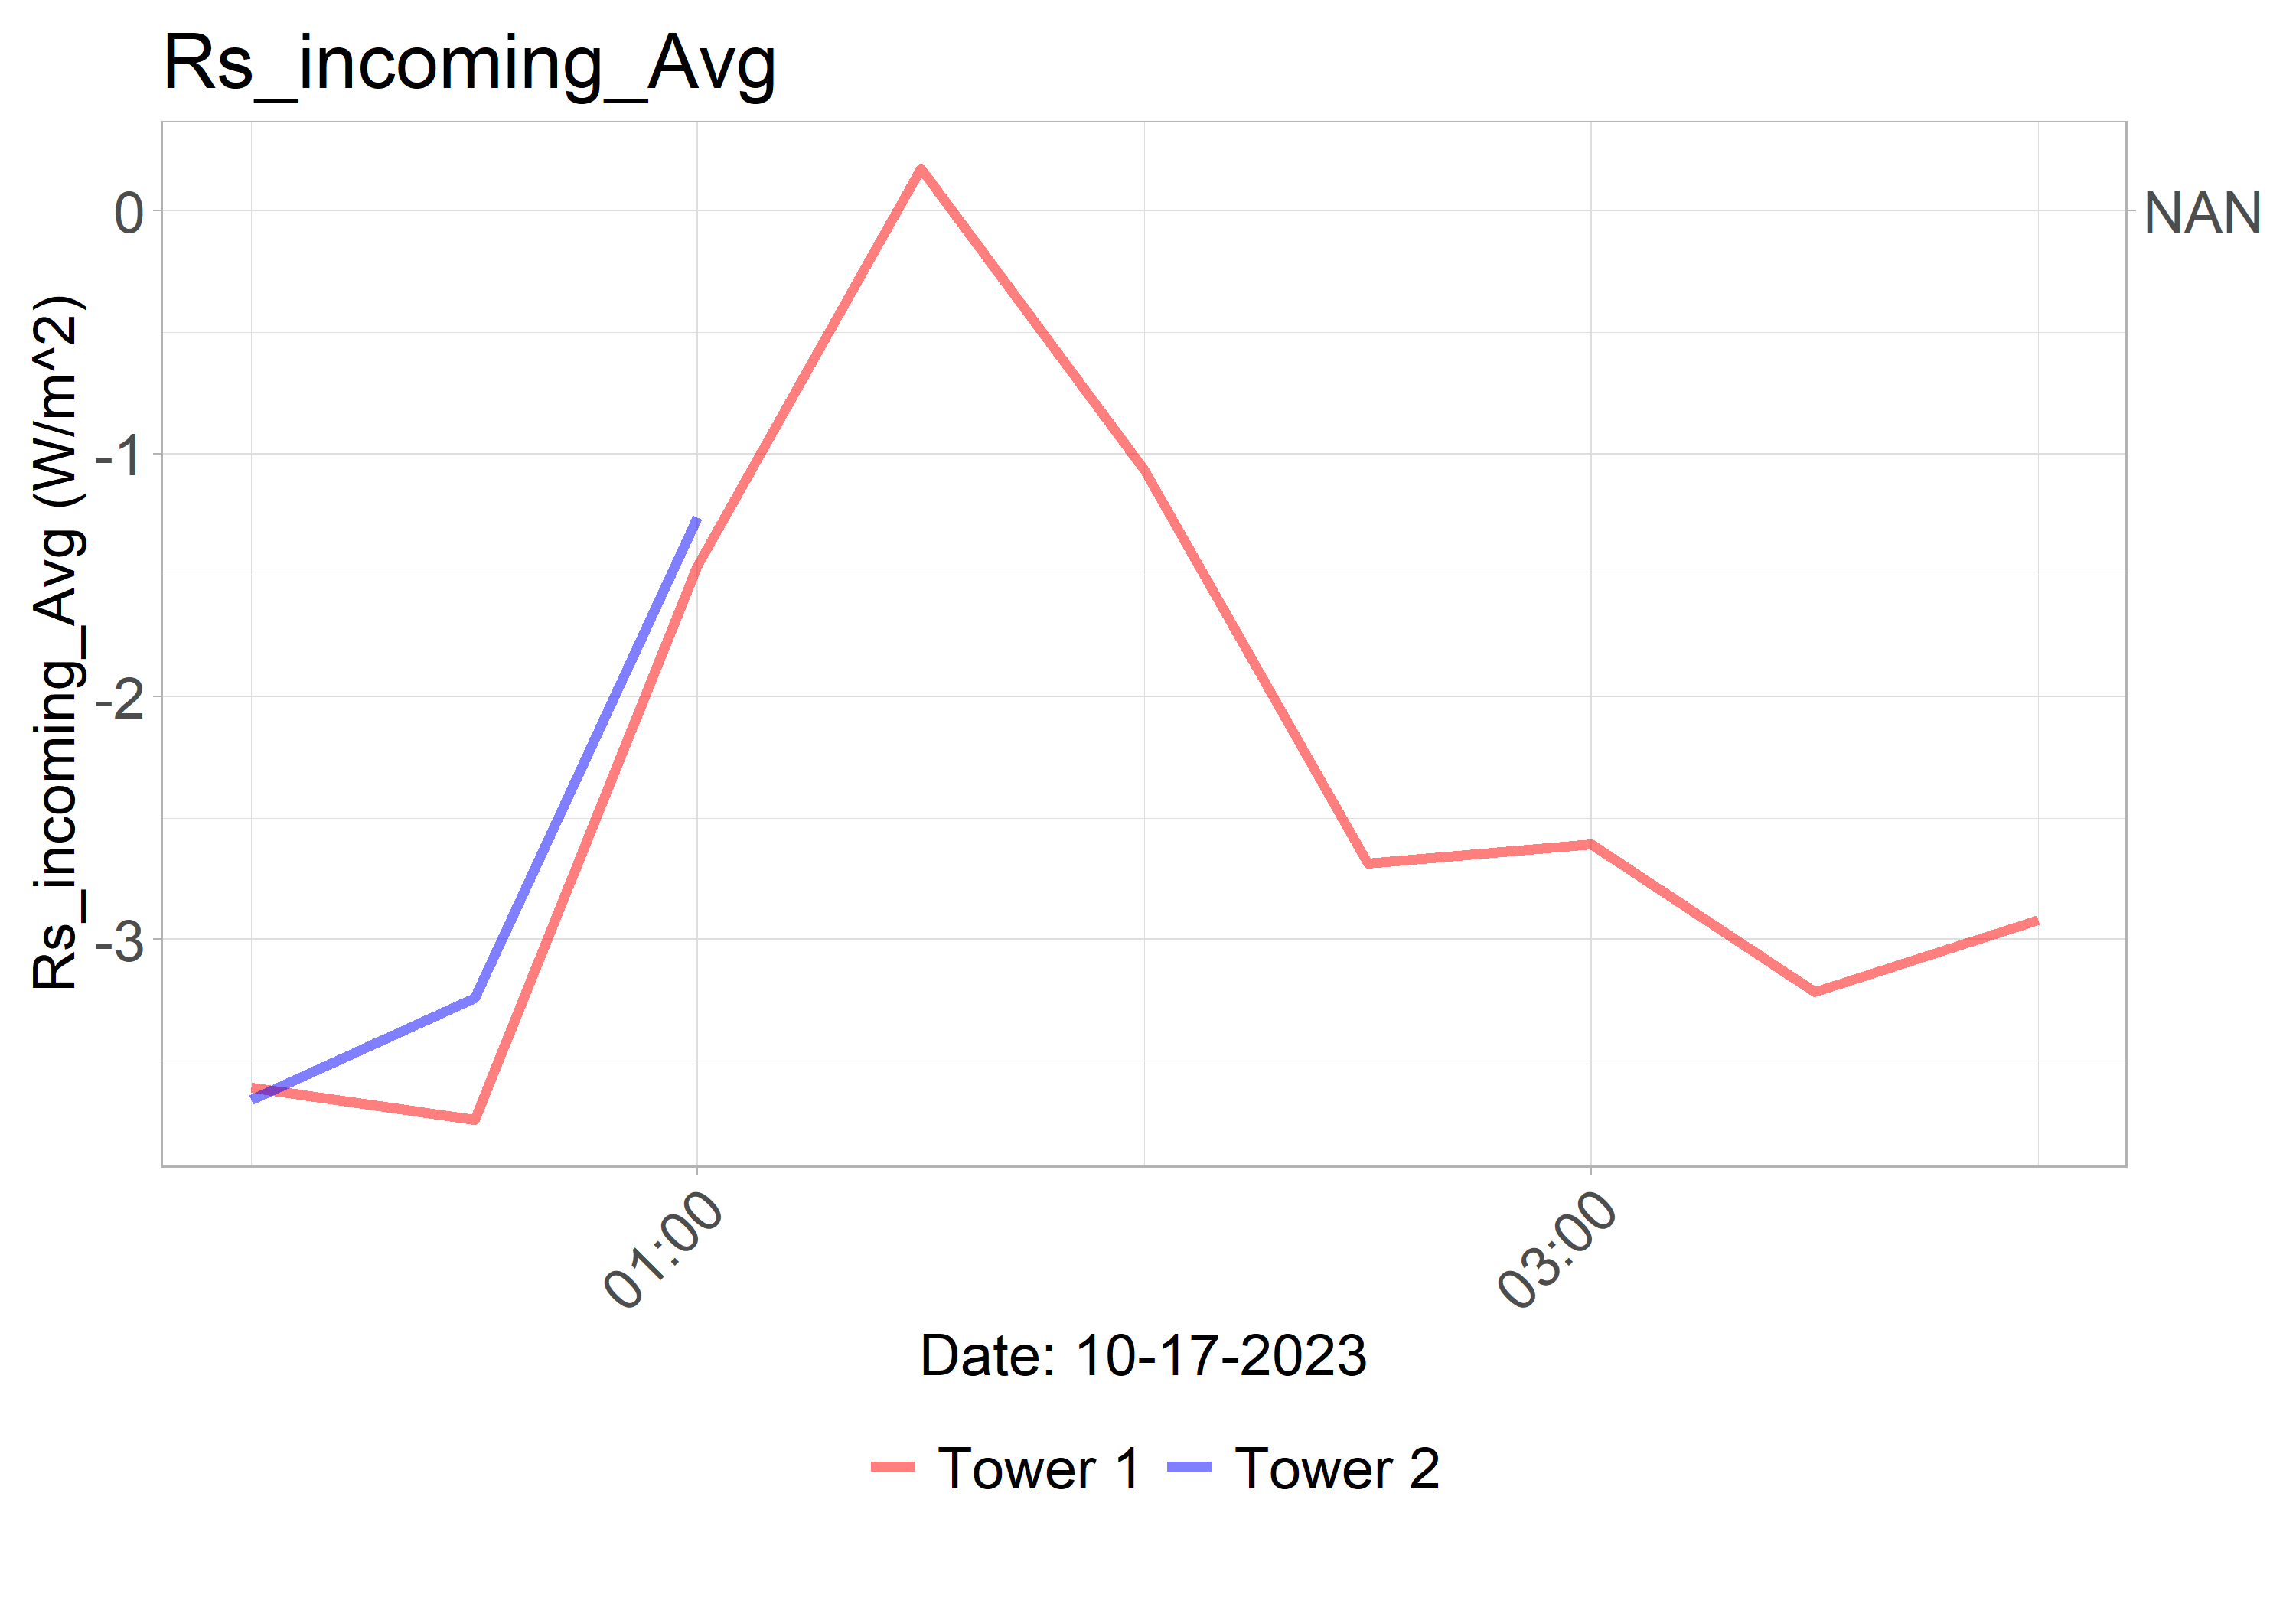 Rs_incoming_Avg
Rs_incoming_Avg (W/m^2)
0
-1
-2
-3
NAN
01:00
03:00
Date: 10-17-2023
Tower 1
Tower 2